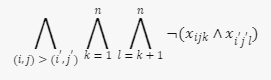 ⋀_{(i,j)>(i′,j′)} ⋀_{k=1}^{n} ⋀_{l=k+1}^{n} ¬(x_{ijk} ∧ x_{i′j′l})